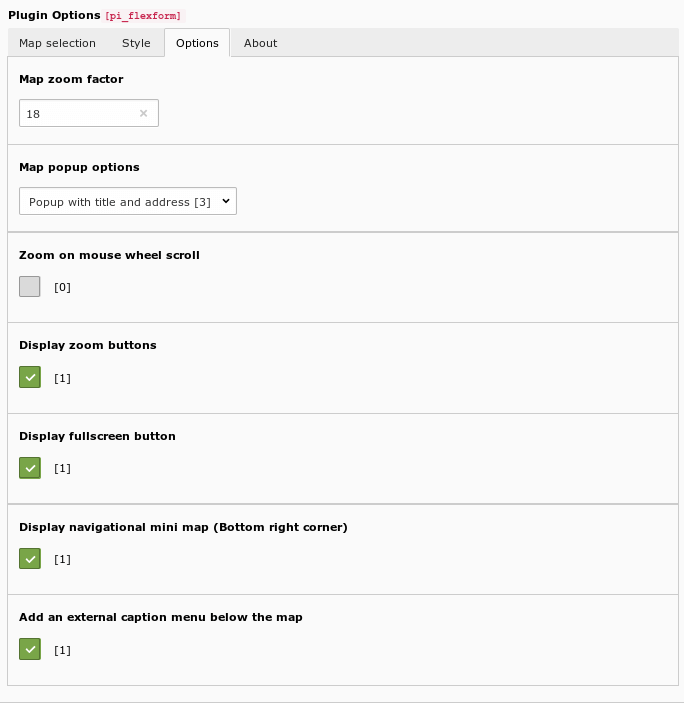 Plugin Options [pi_flexform]
Map selection Style Options About
Map zoom factor
18 ×
Map popup options
Popup with title and address [3]
Zoom on mouse wheel scroll
[0]
Display zoom buttons
[1]
Display fullscreen button
[1]
Display navigational mini map (Bottom right corner)
[1]
Add an external caption menu below the map
[1]